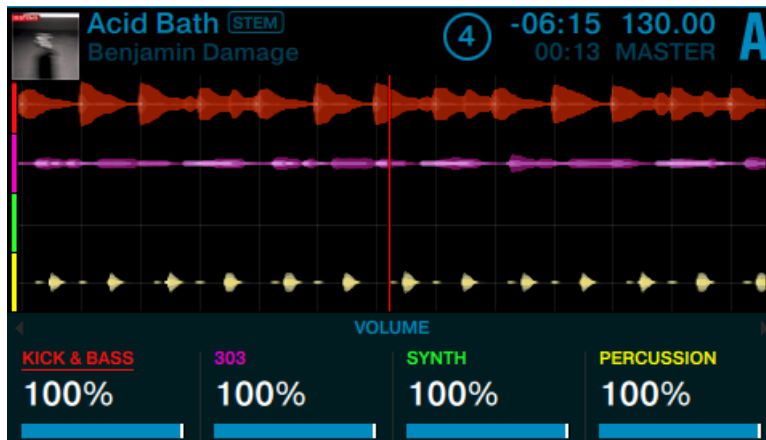 Acid Bath STEM 4 -06:15 130.00 A
Benjamin Damage 00:13 MASTER
VOLUME
KICK & BASS 303 SYNTH PERCUSSION
100% 100% 100% 100%